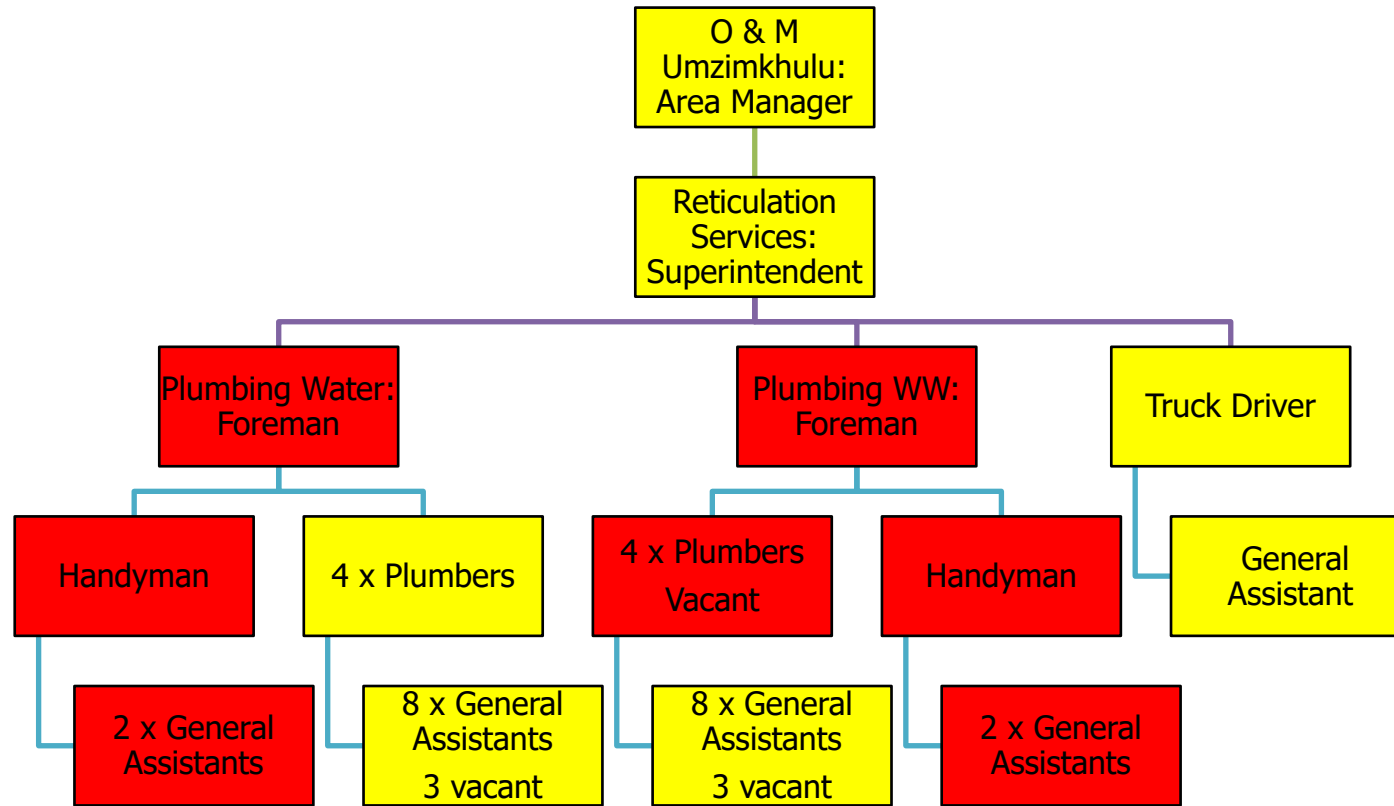 O & M
Umzimkhulu:
Area Manager
Reticulation
Services:
Superintendent
Plumbing Water:
Foreman
Plumbing WW:
Foreman
Truck Driver
Handyman
4 x Plumbers
4 x Plumbers
Vacant
Handyman
General
Assistant
2 x General
Assistants
8 x General
Assistants
3 vacant
8 x General
Assistants
3 vacant
2 x General
Assistants